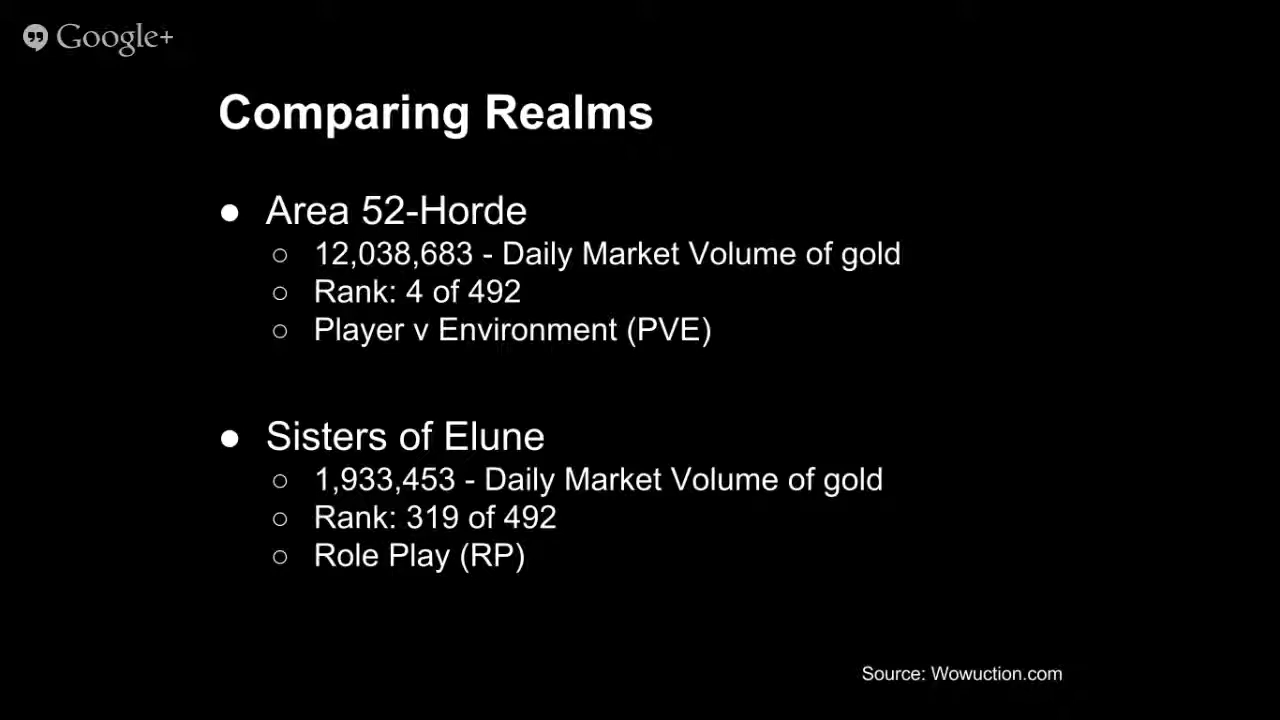 Google+
Comparing Realms
● Area 52-Horde
○ 12,038,683 - Daily Market Volume of gold
○ Rank: 4 of 492
○ Player v Environment (PVE)
● Sisters of Elune
○ 1,933,453 - Daily Market Volume of gold
○ Rank: 319 of 492
○ Role Play (RP)
Source: Wowuction.com